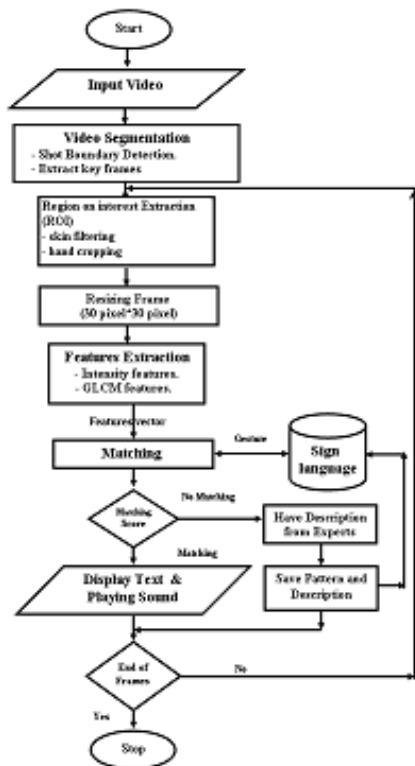 Start
Input Video
Video Segmentation
- Shot Boundary Detection.
- Extract key frames
Region on interest Extraction
(ROI)
- skin filtering
- hand cropping
Resizing Frame
(30 pixel*30 pixel)
Features Extraction
- Intensity features.
- GLCM features.
Features vector
Gesture
Matching
Sign
language
No Matching
Matching
Score
Have Description
from Experts
Matching
Display Text &
Playing Sound
Save Pattern and
Description
End of
Frames
No
Yes
Stop